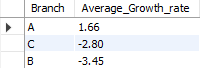 Branch Average_Growth_rate
A 1.66
C -2.80
B -3.45